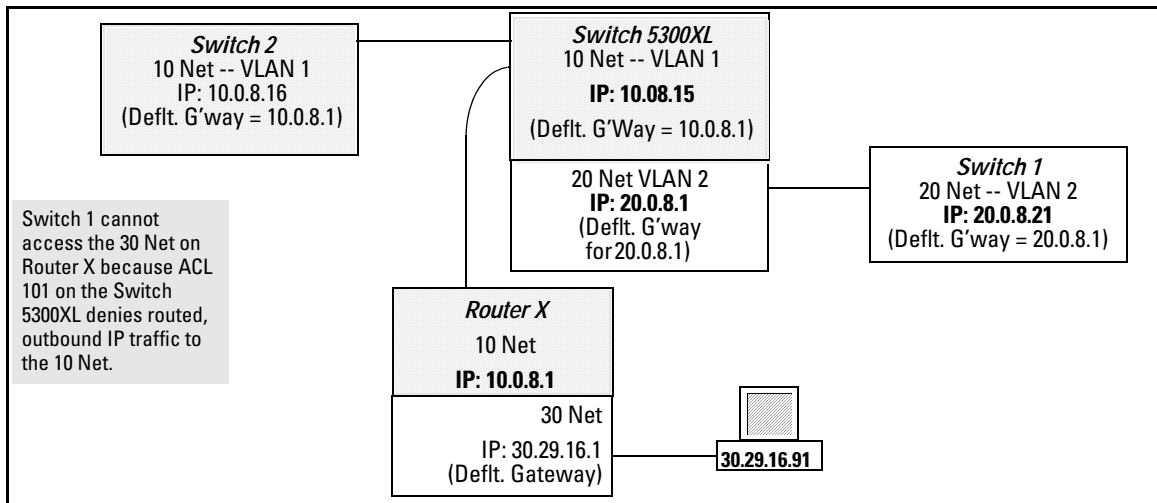 Switch 2
10 Net -- VLAN 1
IP: 10.0.8.16
(Deflt. G'way = 10.0.8.1)
Switch 5300XL
10 Net -- VLAN 1
IP: 10.08.15
(Deflt. G'Way = 10.0.8.1)
20 Net VLAN 2
IP: 20.0.8.1
(Deflt. G'way
for 20.0.8.1)
Switch 1
20 Net -- VLAN 2
IP: 20.0.8.21
(Deflt. G'way = 20.0.8.1)
Switch 1 cannot
access the 30 Net on
Router X because ACL
101 on the Switch
5300XL denies routed,
outbound IP traffic to
the 10 Net.
Router X
10 Net
IP: 10.0.8.1
30 Net
IP: 30.29.16.1
(Deflt. Gateway)
30.29.16.91